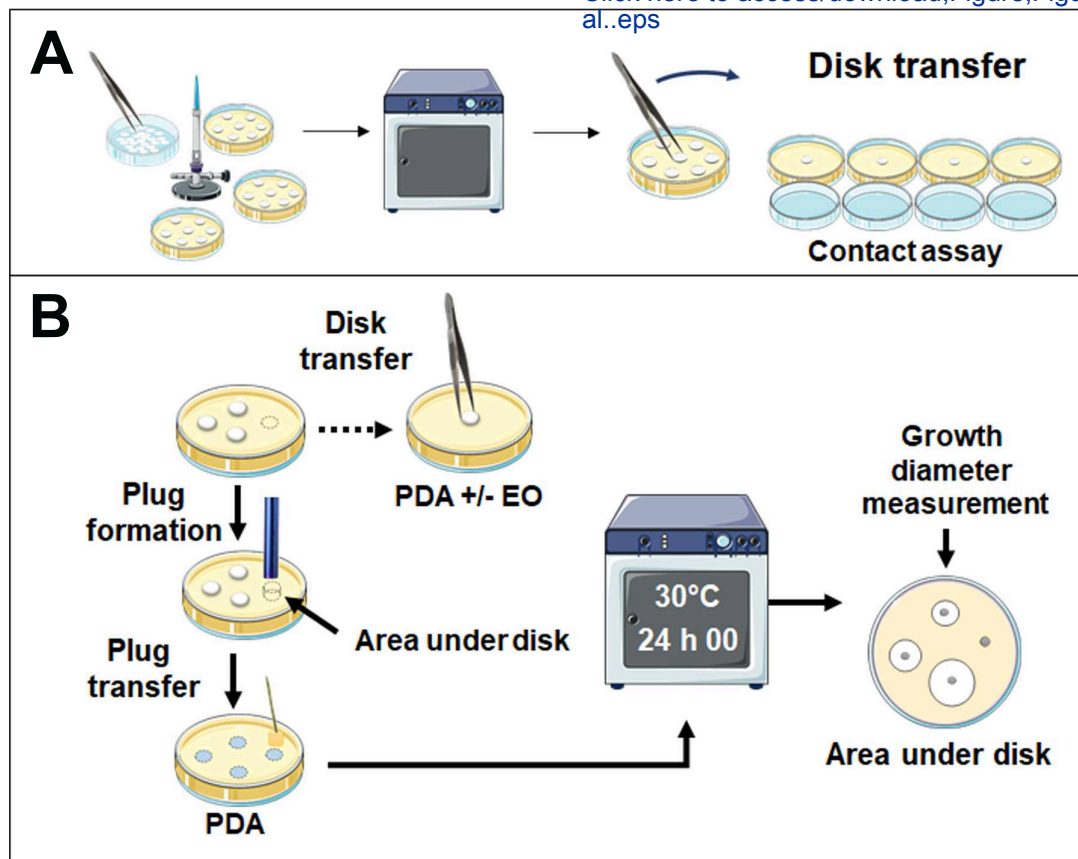 al..eps
A
Disk transfer
Contact assay
B
Disk
transfer
PDA +/- EO
Plug
formation
Area under disk
Plug
transfer
PDA
30°C
24 h 00
Growth
diameter
measurement
Area under disk